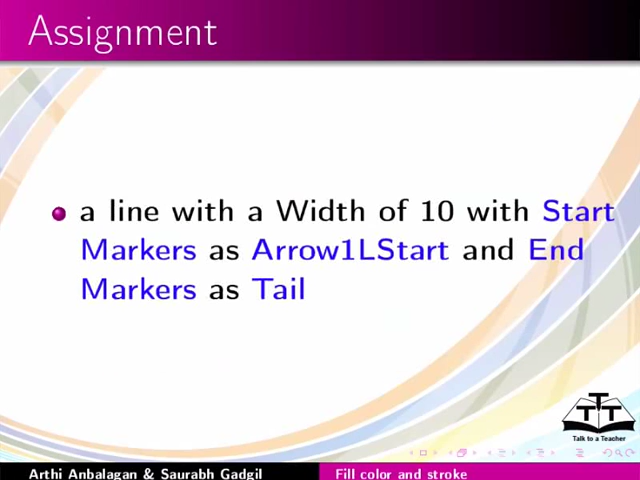 Assignment
a line with a Width of 10 with Start
Markers as Arrow1LStart and End
Markers as Tail
TTT
Talk to a Teacher
Arthi Anbalagan & Saurabh Gadgil
Fill color and stroke